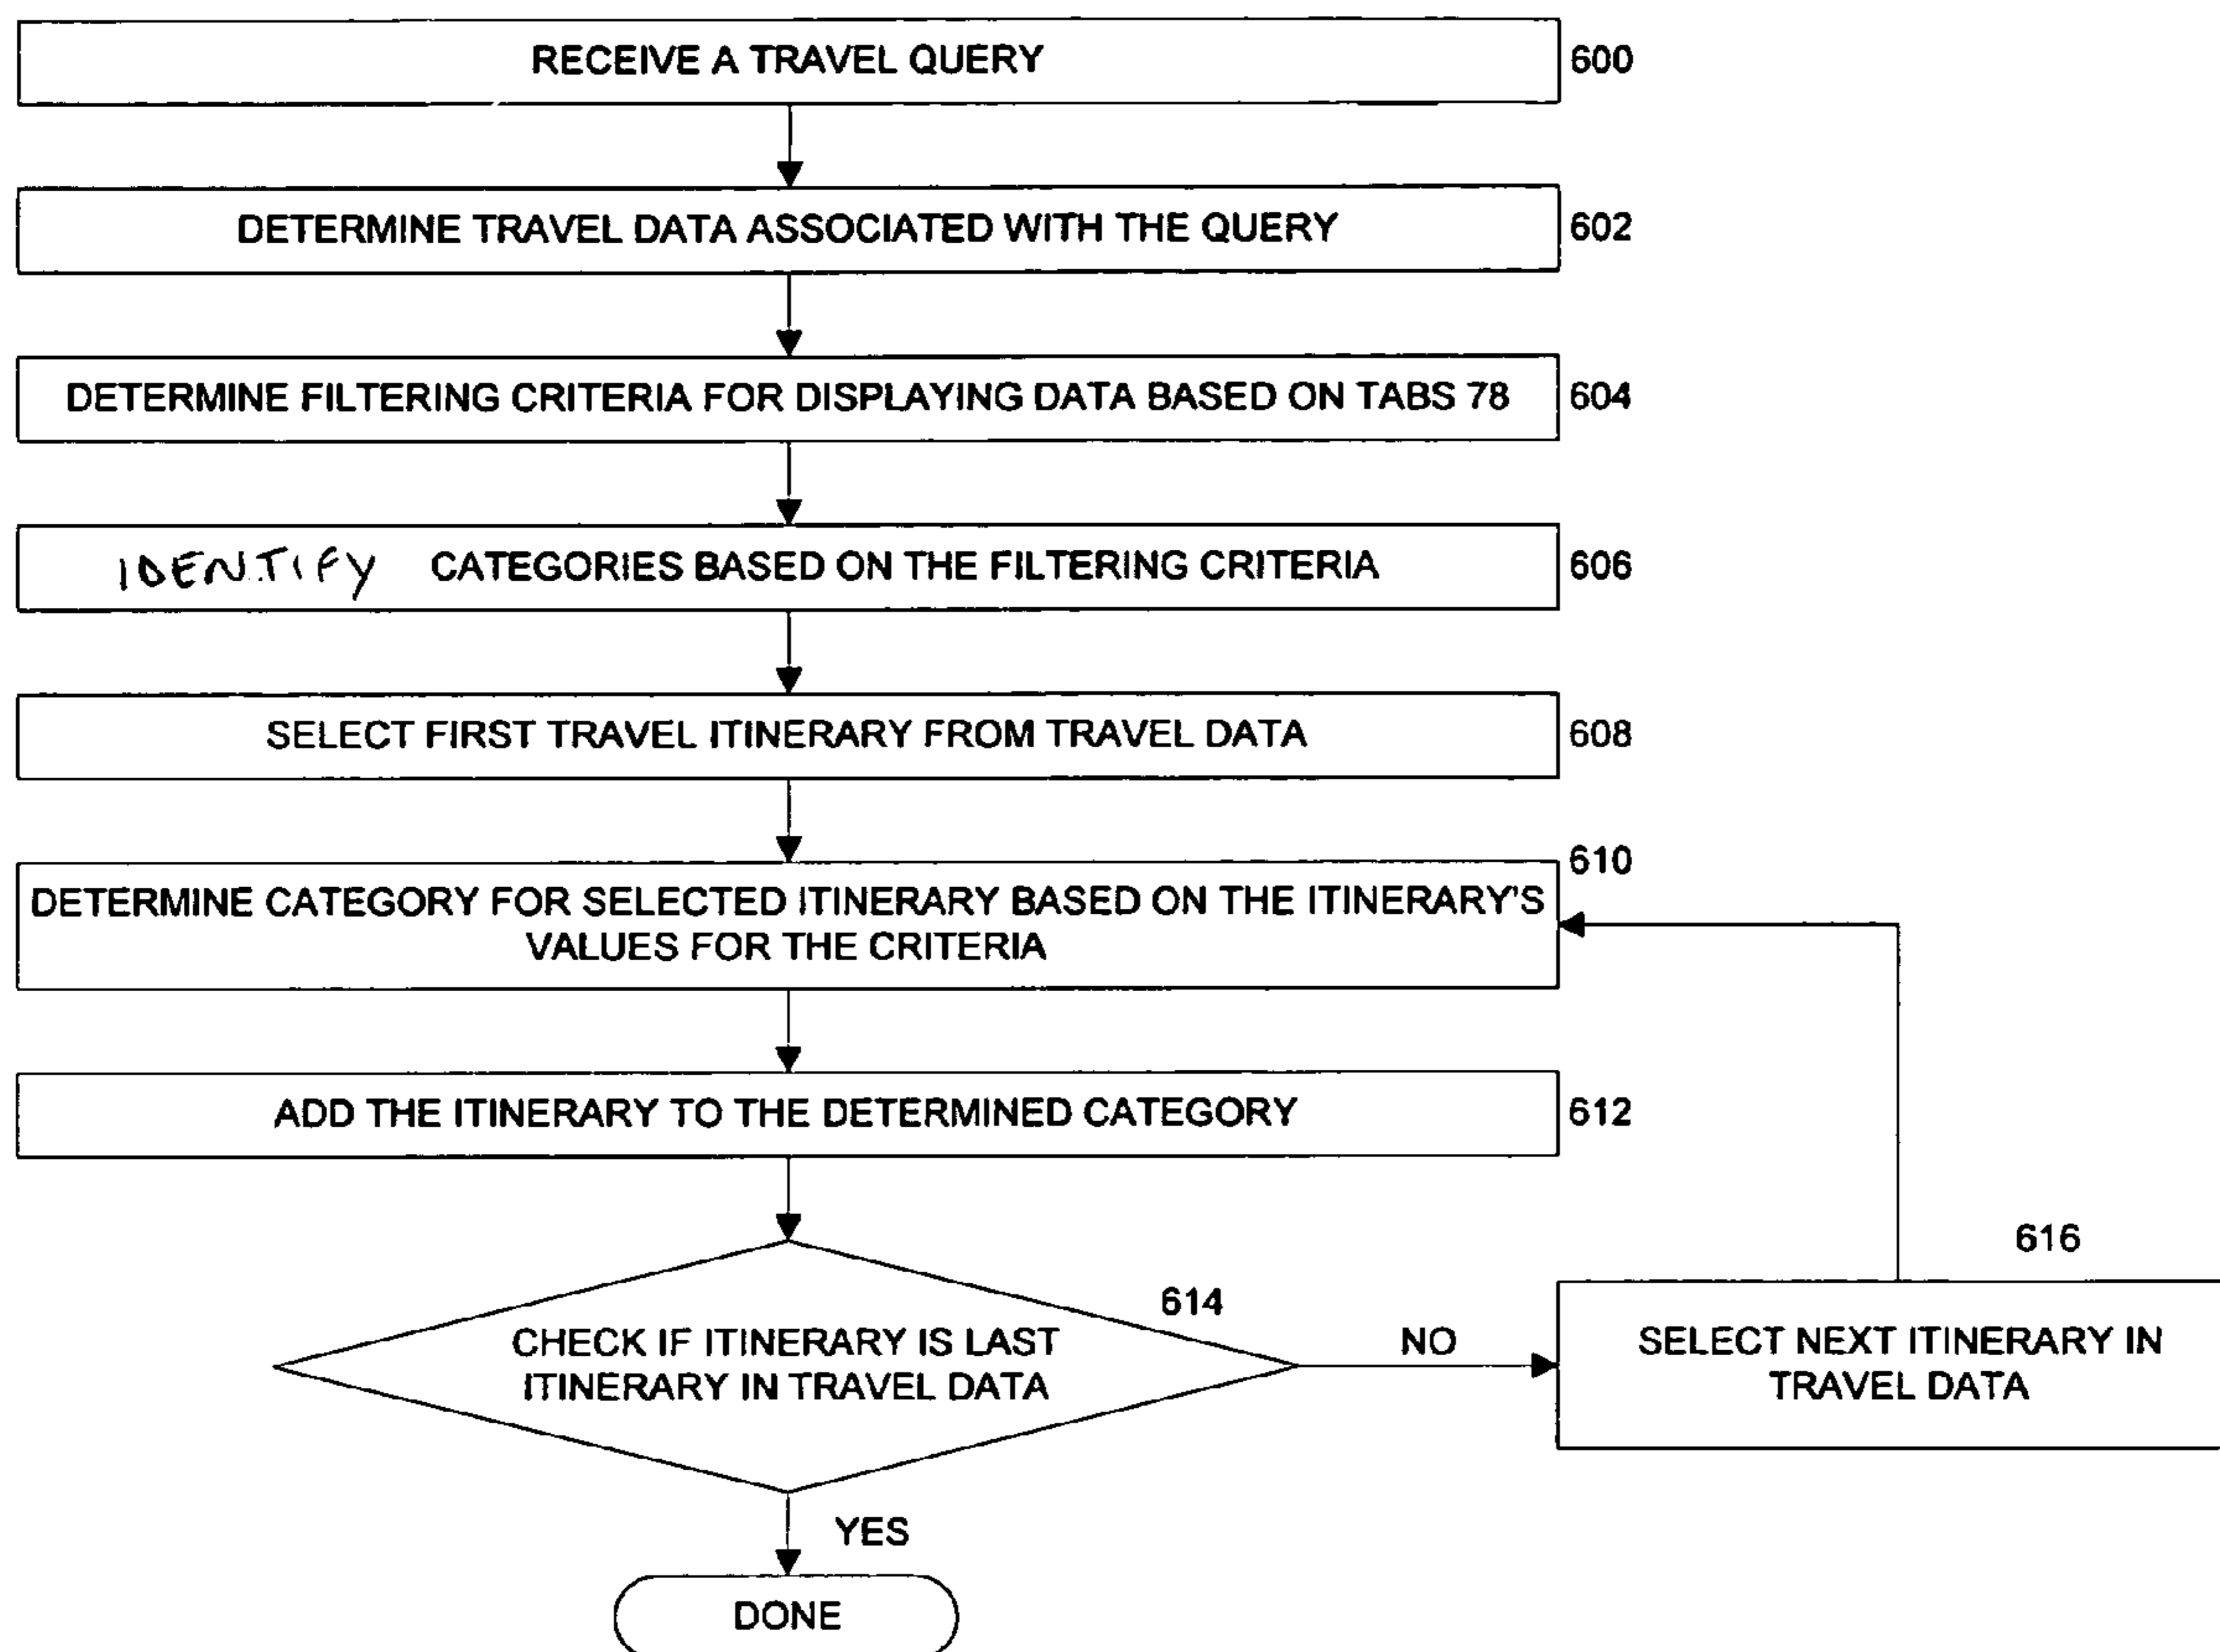 RECEIVE A TRAVEL QUERY 600
DETERMINE TRAVEL DATA ASSOCIATED WITH THE QUERY 602
DETERMINE FILTERING CRITERIA FOR DISPLAYING DATA BASED ON TABS 78 604
IDENTIFY CATEGORIES BASED ON THE FILTERING CRITERIA 606
SELECT FIRST TRAVEL ITINERARY FROM TRAVEL DATA 608
610
DETERMINE CATEGORY FOR SELECTED ITINERARY BASED ON THE ITINERARY'S
VALUES FOR THE CRITERIA
ADD THE ITINERARY TO THE DETERMINED CATEGORY 612
614
CHECK IF ITINERARY IS LAST
ITINERARY IN TRAVEL DATA
NO
616
SELECT NEXT ITINERARY IN
TRAVEL DATA
YES
DONE